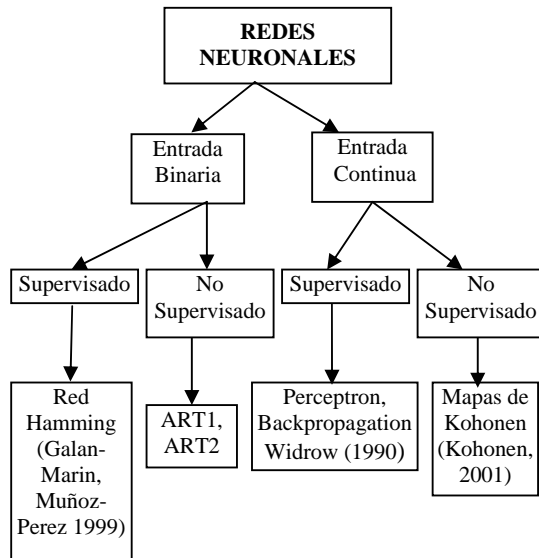 REDES
NEURONALES
Entrada
Binaria
Entrada
Continua
Supervisado
No
Supervisado
Supervisado
No
Supervisado
Red
Hamming
(Galan-
Marin,
Muñoz-
Perez 1999)
ART1,
ART2
Perceptron,
Backpropagation
Widrow (1990)
Mapas de
Kohonen
(Kohonen,
2001)